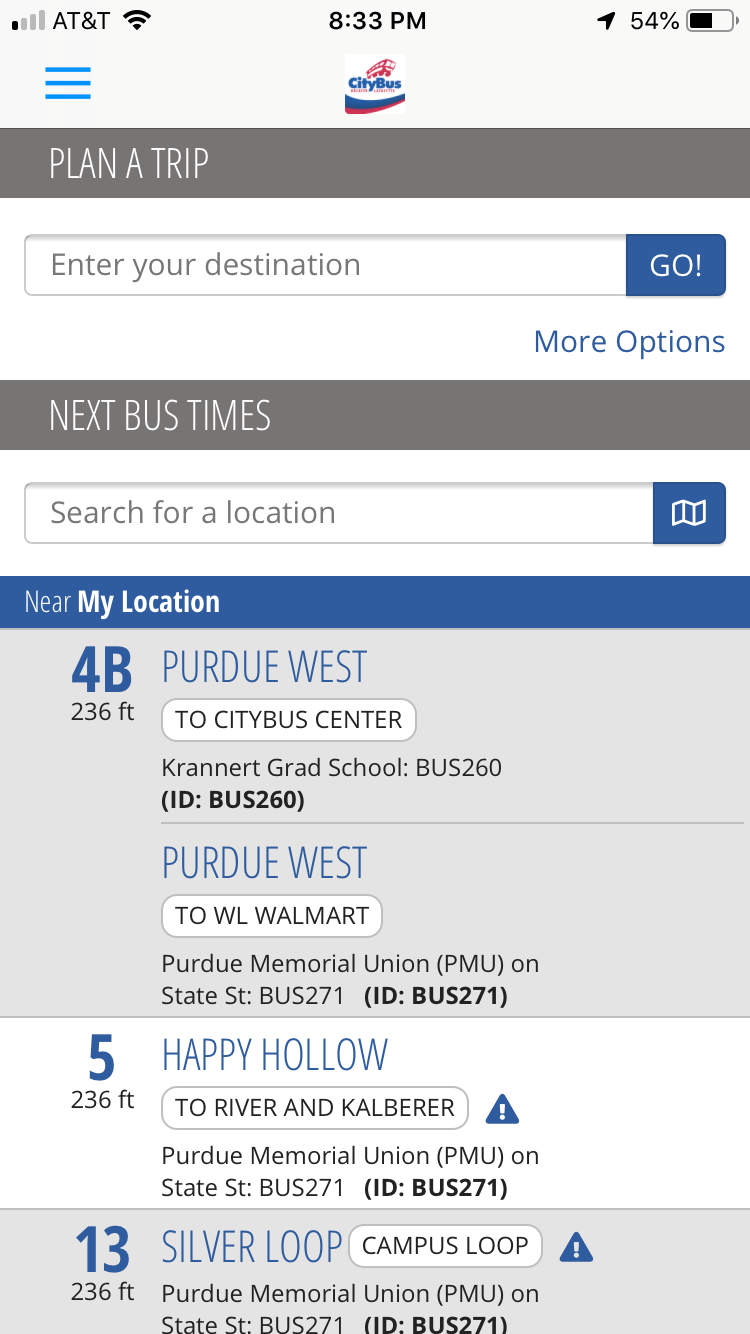 AT&T 8:33 PM 54%
CityBus
GREATER LAFAYETTE
PLAN A TRIP
Enter your destination GO!
More Options
NEXT BUS TIMES
Search for a location
Near My Location
4B PURDUE WEST
236 ft TO CITYBUS CENTER
Krannert Grad School: BUS260
(ID: BUS260)
PURDUE WEST
TO WL WALMART
Purdue Memorial Union (PMU) on
State St: BUS271 (ID: BUS271)
5 HAPPY HOLLOW
236 ft TO RIVER AND KALBERER
Purdue Memorial Union (PMU) on
State St: BUS271 (ID: BUS271)
13 SILVER LOOP CAMPUS LOOP
236 ft Purdue Memorial Union (PMU) on
State St: BUS271 (ID: BUS271)